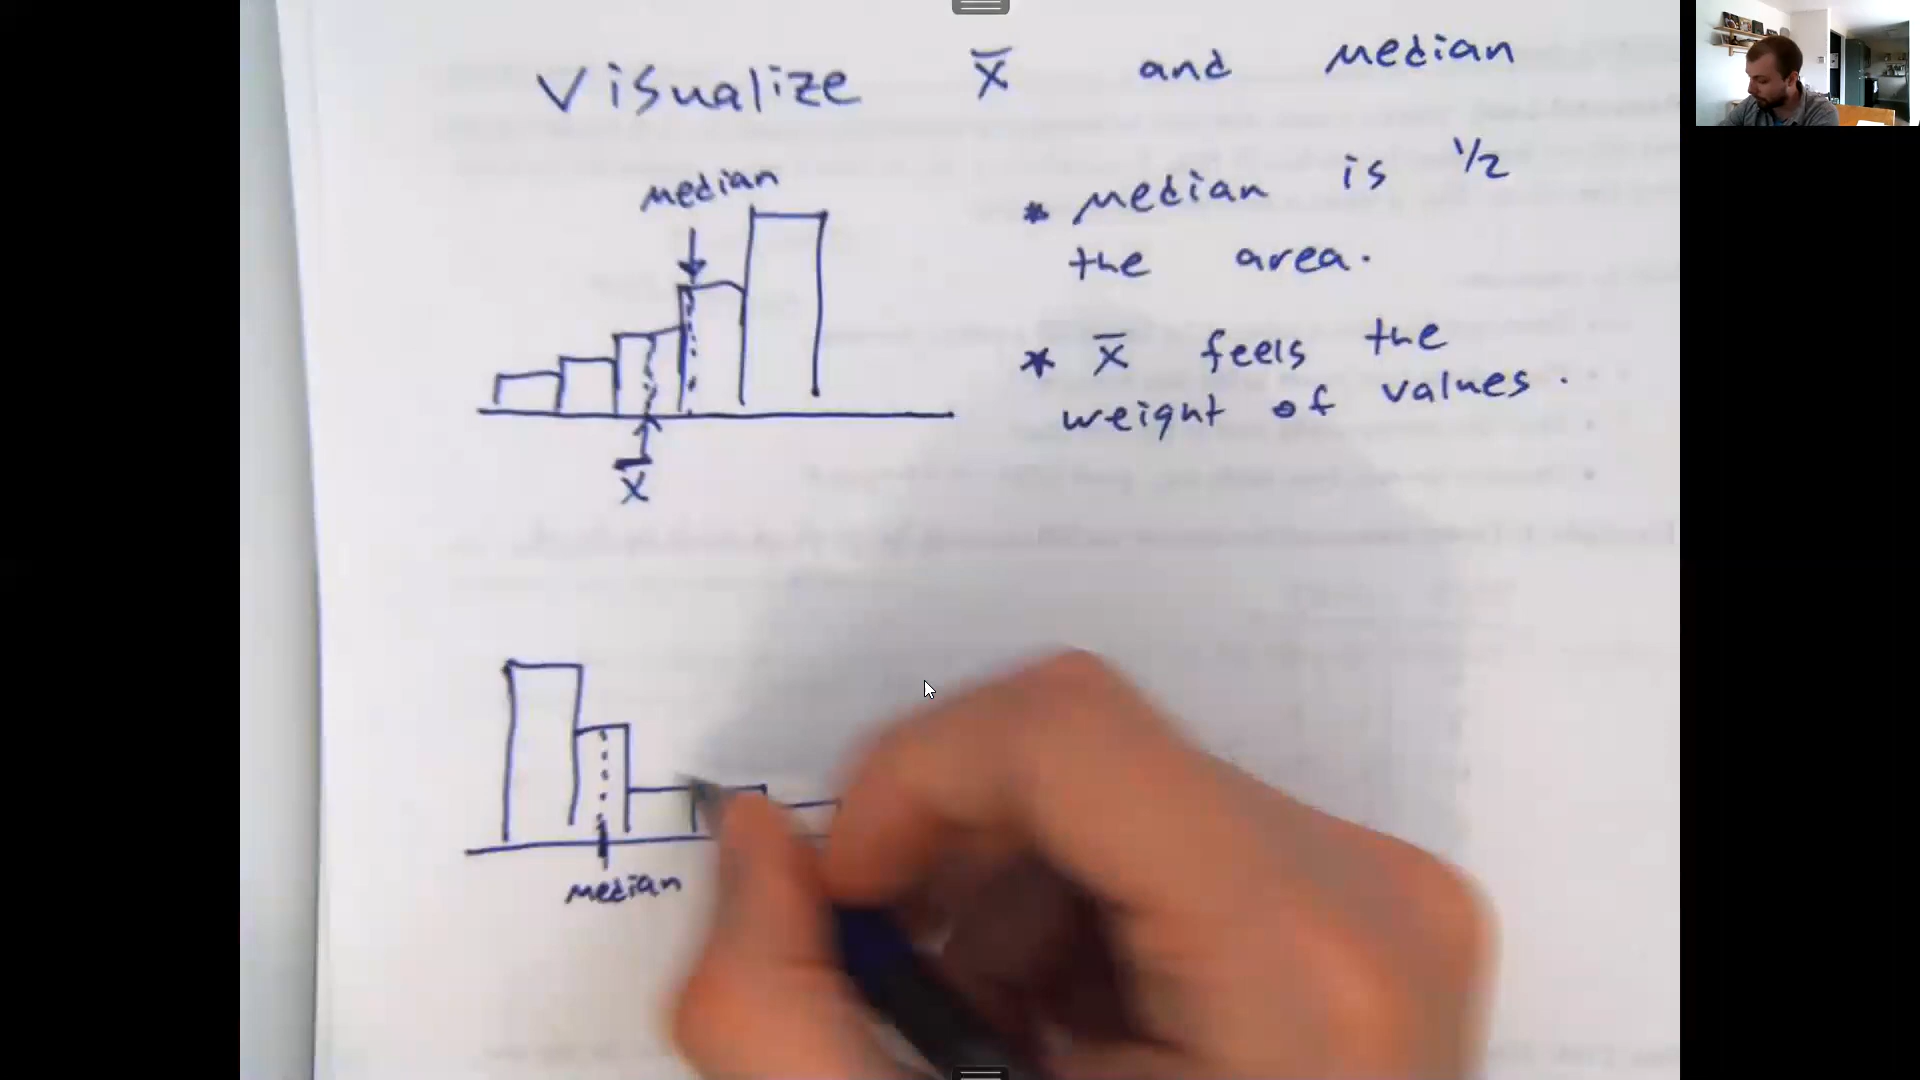 Visualize x̄ and median
median
* median is 1/2
the area.
* x̄ feels the
weight of values.
x̄
median